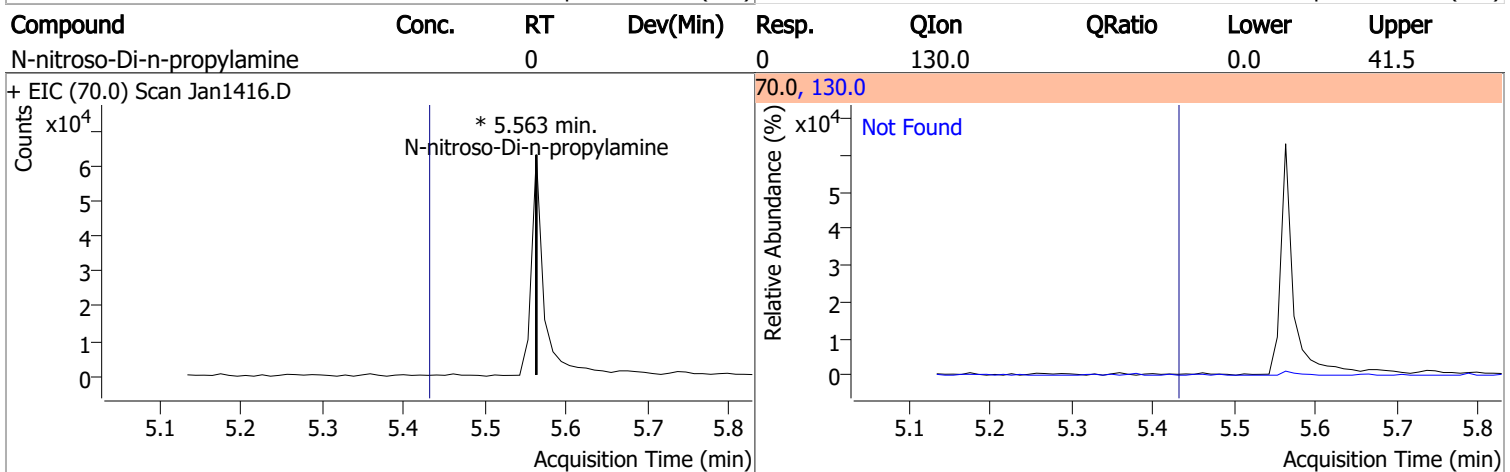 Compound Conc. RT Dev(Min) Resp. QIon QRatio Lower Upper
N-nitroso-Di-n-propylamine 0 0 130.0 0.0 41.5
+ EIC (70.0) Scan Jan1416.D
Counts
x10⁴
* 5.563 min.
N-nitroso-Di-n-propylamine
6
5
4
3
2
1
0
5.1 5.2 5.3 5.4 5.5 5.6 5.7 5.8
Acquisition Time (min)
70.0, 130.0
Relative Abundance (%)
x10⁴
Not Found
5
4
3
2
1
0
5.1 5.2 5.3 5.4 5.5 5.6 5.7 5.8
Acquisition Time (min)